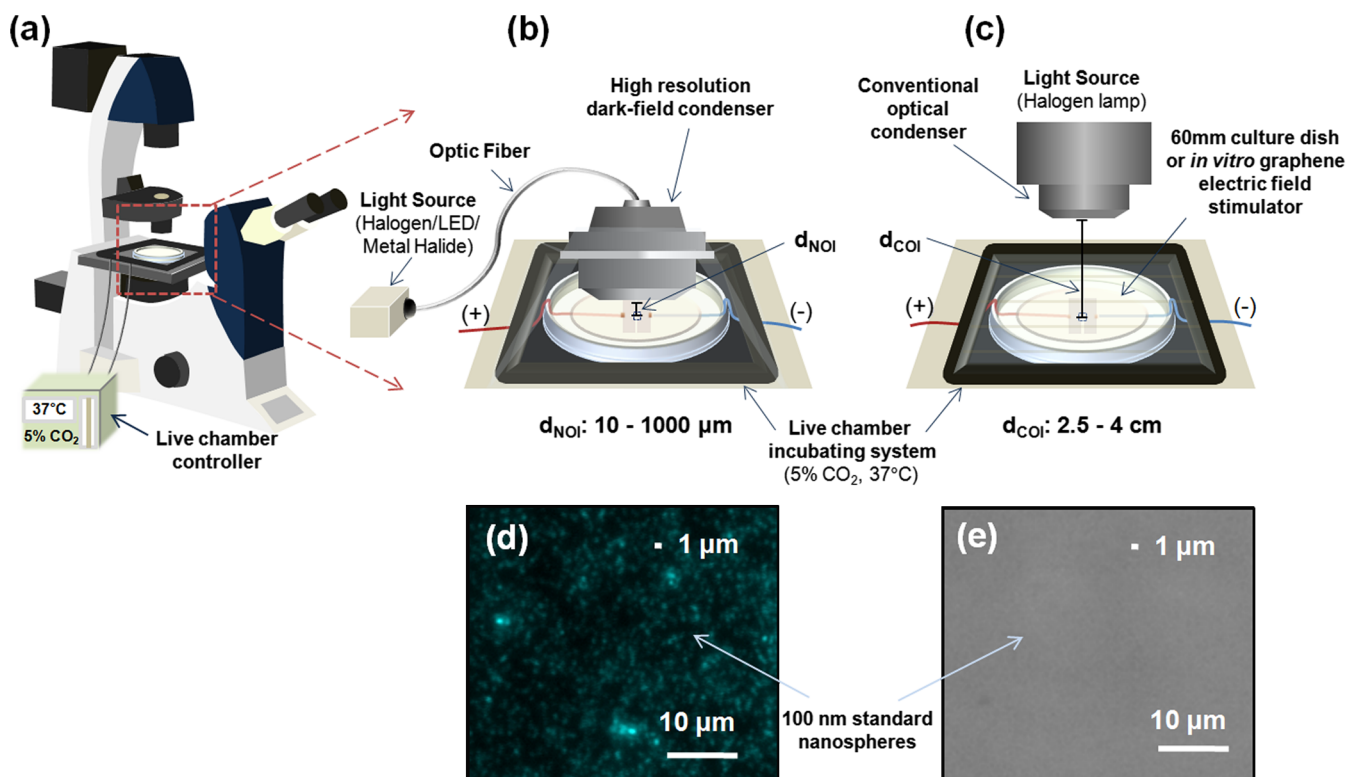 (a)
37°C
5% CO₂
Live chamber
controller
(b)
High resolution
dark-field condenser
Optic Fiber
Light Source
(Halogen/LED/
Metal Halide)
dNOI
(+)
(-)
dNOI: 10 - 1000 µm
Live chamber
incubating system
(5% CO₂, 37°C)
(c)
Conventional
optical
condenser
Light Source
(Halogen lamp)
60mm culture dish
or in vitro graphene
electric field
stimulator
dCOI
(+)
(-)
dCOI: 2.5 - 4 cm
(d)
1 µm
10 µm
100 nm standard
nanospheres
(e)
1 µm
10 µm